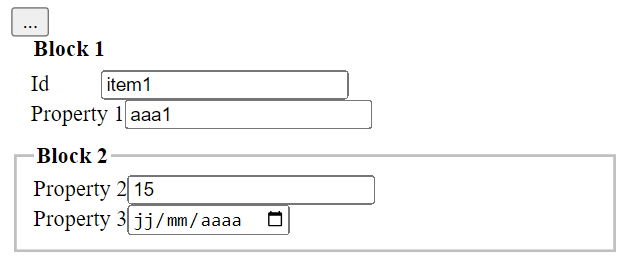 ...
Block 1
Id item1
Property 1 aaa1
Block 2
Property 2 15
Property 3 jj/mm/aaaa